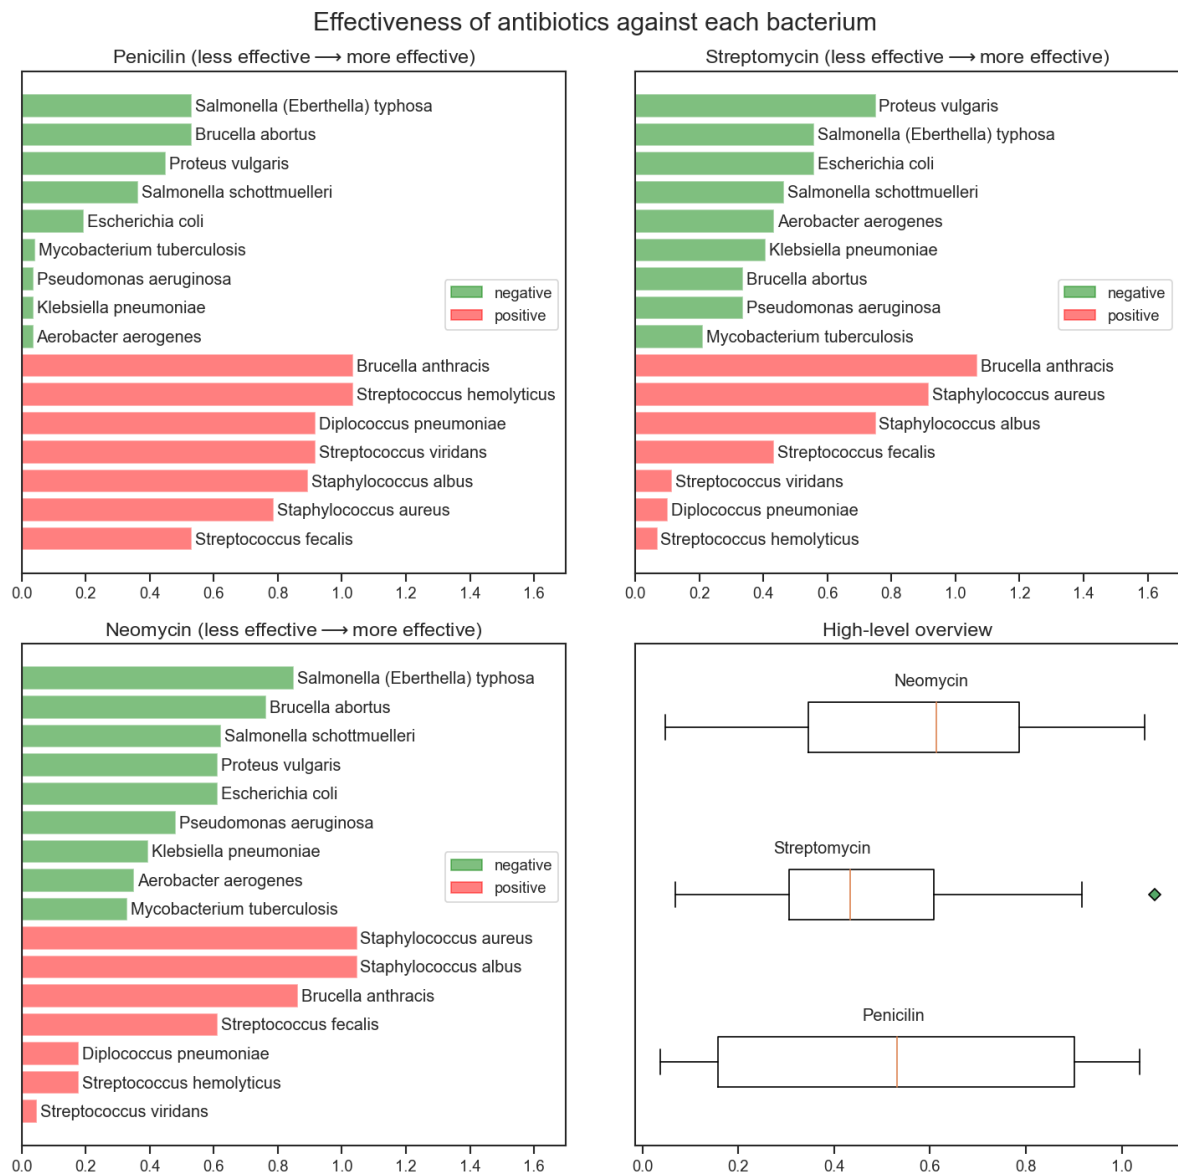 Effectiveness of antibiotics against each bacterium
Penicilin (less effective ⟶ more effective)
Salmonella (Eberthella) typhosa
Brucella abortus
Proteus vulgaris
Salmonella schottmuelleri
Escherichia coli
Mycobacterium tuberculosis
Pseudomonas aeruginosa
Klebsiella pneumoniae
Aerobacter aerogenes
Brucella anthracis
Streptococcus hemolyticus
Diplococcus pneumoniae
Streptococcus viridans
Staphylococcus albus
Staphylococcus aureus
Streptococcus fecalis
negative
positive
0.0 0.2 0.4 0.6 0.8 1.0 1.2 1.4 1.6
Streptomycin (less effective ⟶ more effective)
Proteus vulgaris
Salmonella (Eberthella) typhosa
Escherichia coli
Salmonella schottmuelleri
Aerobacter aerogenes
Klebsiella pneumoniae
Brucella abortus
Pseudomonas aeruginosa
Mycobacterium tuberculosis
Brucella anthracis
Staphylococcus aureus
Staphylococcus albus
Streptococcus fecalis
Streptococcus viridans
Diplococcus pneumoniae
Streptococcus hemolyticus
negative
positive
0.0 0.2 0.4 0.6 0.8 1.0 1.2 1.4 1.6
Neomycin (less effective ⟶ more effective)
Salmonella (Eberthella) typhosa
Brucella abortus
Salmonella schottmuelleri
Proteus vulgaris
Escherichia coli
Pseudomonas aeruginosa
Klebsiella pneumoniae
Aerobacter aerogenes
Mycobacterium tuberculosis
Staphylococcus aureus
Staphylococcus albus
Brucella anthracis
Streptococcus fecalis
Diplococcus pneumoniae
Streptococcus hemolyticus
Streptococcus viridans
negative
positive
0.0 0.2 0.4 0.6 0.8 1.0 1.2 1.4 1.6
High-level overview
Neomycin
Streptomycin
Penicilin
0.0 0.2 0.4 0.6 0.8 1.0